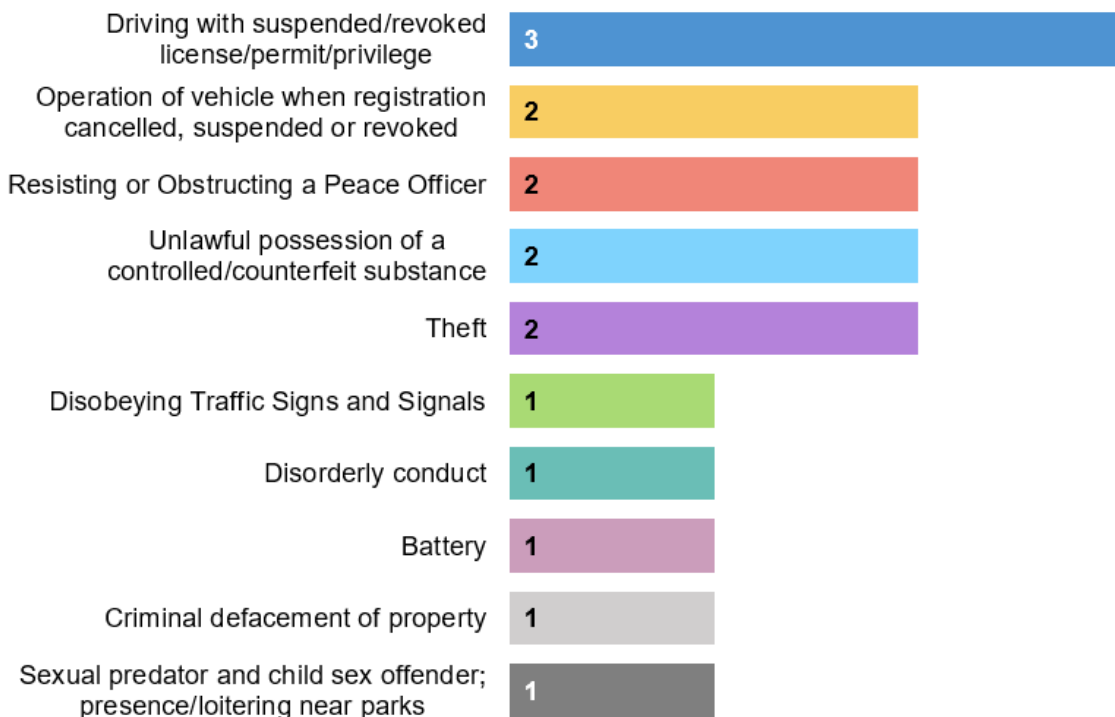 Driving with suspended/revoked
license/permit/privilege
3
Operation of vehicle when registration
cancelled, suspended or revoked
2
Resisting or Obstructing a Peace Officer
2
Unlawful possession of a
controlled/counterfeit substance
2
Theft
2
Disobeying Traffic Signs and Signals
1
Disorderly conduct
1
Battery
1
Criminal defacement of property
1
Sexual predator and child sex offender;
presence/loitering near parks
1